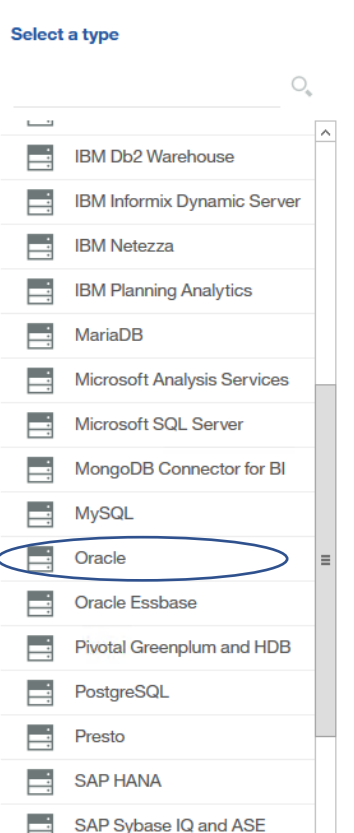 Select a type
IBM Db2 Warehouse
IBM Informix Dynamic Server
IBM Netezza
IBM Planning Analytics
MariaDB
Microsoft Analysis Services
Microsoft SQL Server
MongoDB Connector for BI
MySQL
Oracle
Oracle Essbase
Pivotal Greenplum and HDB
PostgreSQL
Presto
SAP HANA
SAP Sybase IQ and ASE